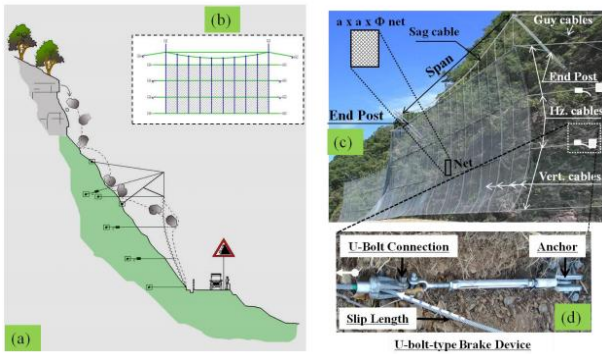 (b)
(a)
a x a x Φ net
Sag cable
Guy cables
Span
End Post
End Post
Hz. cables
(c)
Net
Vert. cables
U-Bolt Connection
Anchor
Slip Length
(d)
U-bolt-type Brake Device